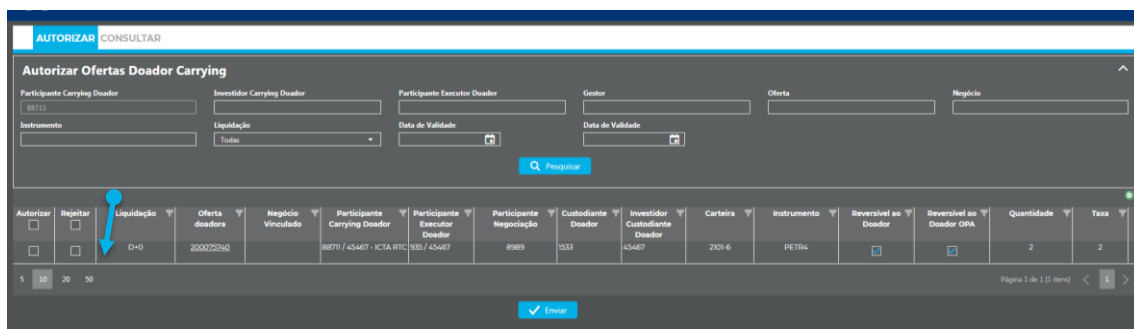 AUTORIZAR CONSULTAR
Autorizar Ofertas Doador Carrying
Participante Carrying Doador Investidor Carrying Doador Participante Executor Doador Gestor Oferta Negócio
88711
Instrumento Liquidação Data de Validade Data de Validade
Todas
Pesquisar
Autorizar Rejeitar Liquidação Oferta doadora Negócio Vinculado Participante Carrying Doador Participante Executor Doador Participante Negociação Custodiante Doador Investidor Custodiante Doador Carteira Instrumento Reversível ao Doador Reversível ao Doador OPA Quantidade Taxa
D+0 200075740 88711 / 45467 - ICTA RTC 935 / 45467 8989 1533 45467 2101-6 PETR4 2 2
5 10 20 50 Página 1 de 1 (1 itens) < 1 >
Enviar